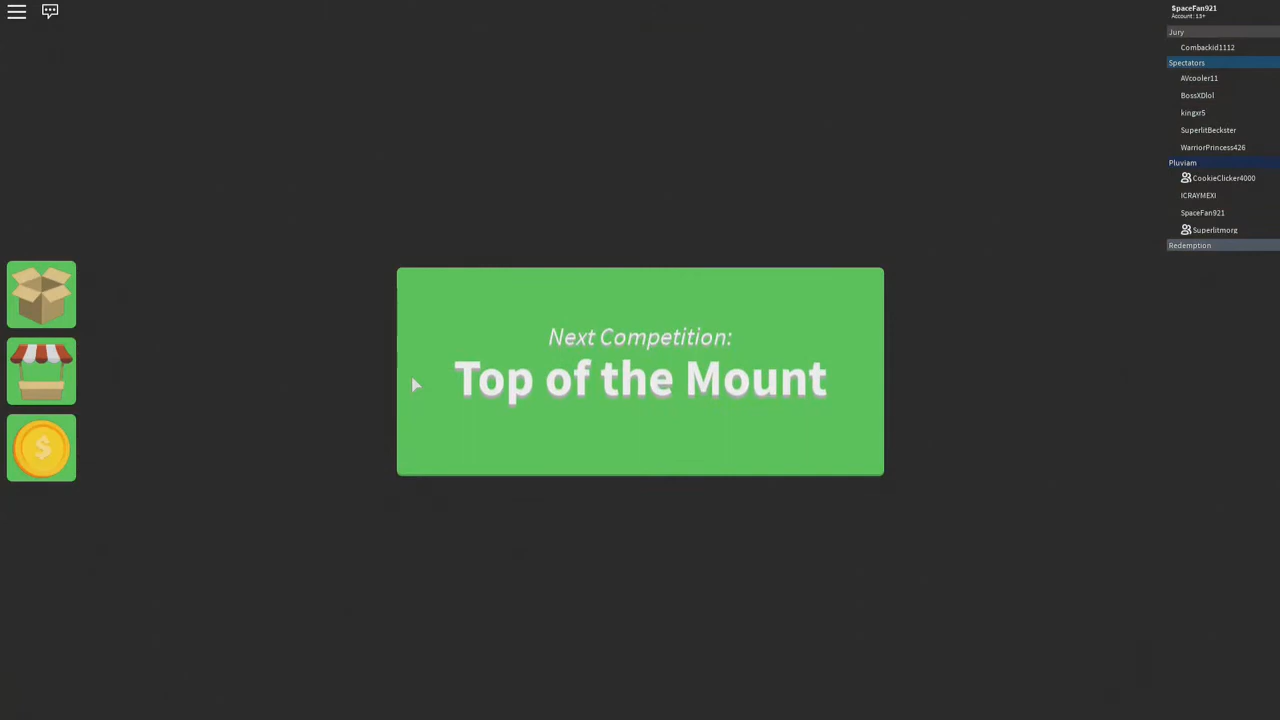 SpaceFan921
Account: 13+
Jury
Combackid1112
Spectators
AVcooler11
BossXDlol
kingxr5
SuperlitBeckster
WarriorPrincess426
Pluviam
CookieClicker4000
ICRAYMEXI
SpaceFan921
Superlitmorg
Redemption
Next Competition:
Top of the Mount
$